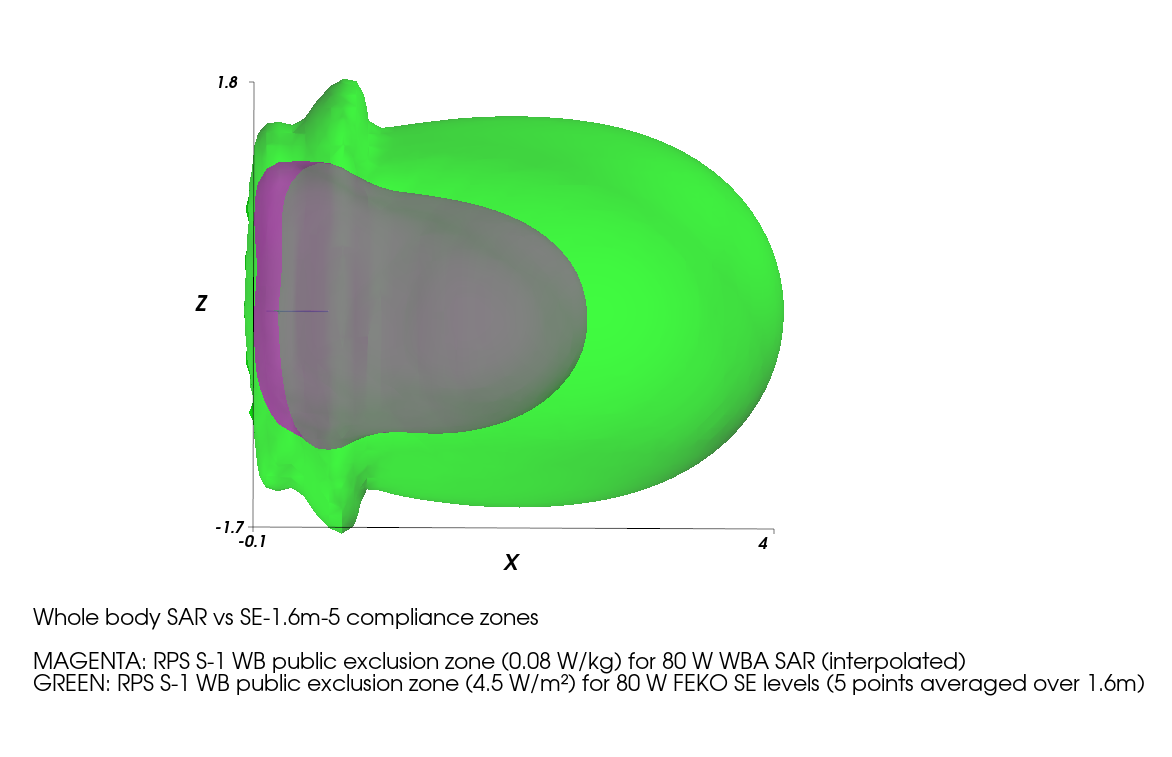 1.8
Z
-1.7
-0.1
4
X
Whole body SAR vs SE-1.6m-5 compliance zones
MAGENTA: RPS S-1 WB public exclusion zone (0.08 W/kg) for 80 W WBA SAR (interpolated)
GREEN: RPS S-1 WB public exclusion zone (4.5 W/m²) for 80 W FEKO SE levels (5 points averaged over 1.6m)